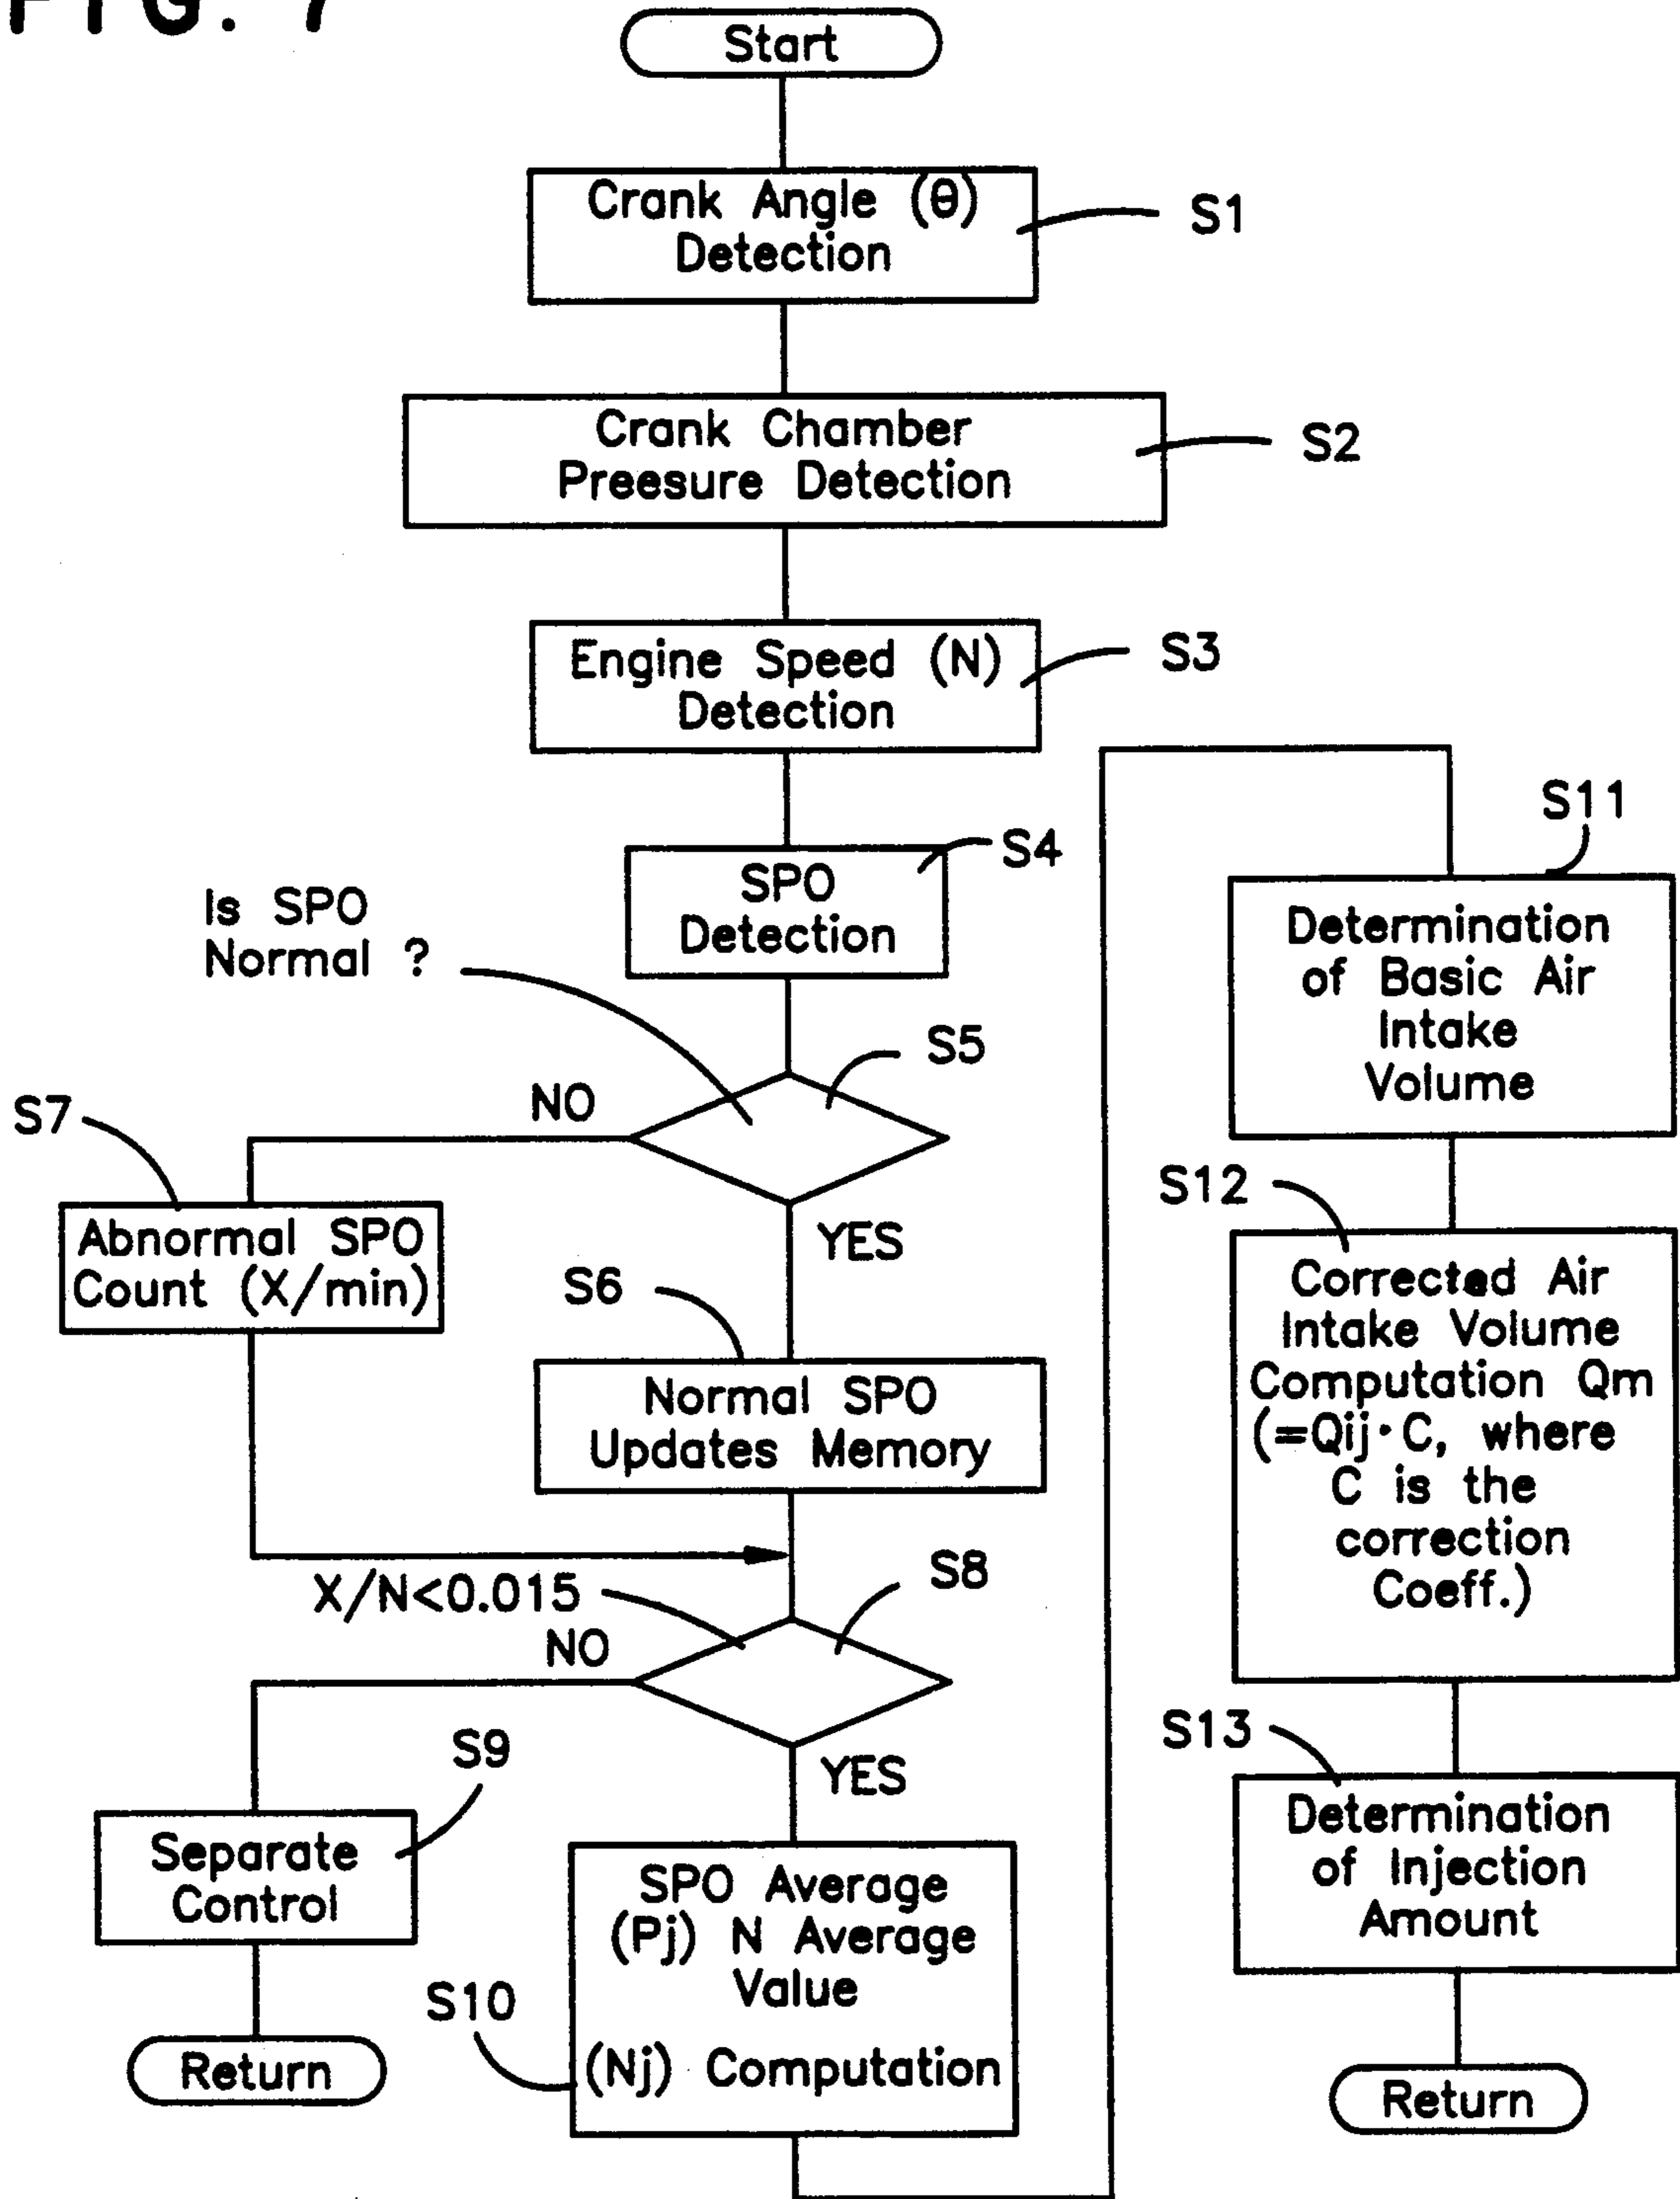 FIG. 7
Start
Crank Angle (θ)
Detection
S1
Crank Chamber
Preesure Detection
S2
Engine Speed (N)
Detection
S3
SPO
Detection
S4
Is SPO
Normal ?
S5
NO
YES
S7
Abnormal SPO
Count (X/min)
S6
Normal SPO
Updates Memory
X/N<0.015
S8
NO
YES
S9
Separate
Control
Return
S10
SPO Average
(Pj) N Average
Value
(Nj) Computation
S11
Determination
of Basic Air
Intake
Volume
S12
Corrected Air
Intake Volume
Computation Qm
(=Qij·C, where
C is the
correction
Coeff.)
S13
Determination
of Injection
Amount
Return